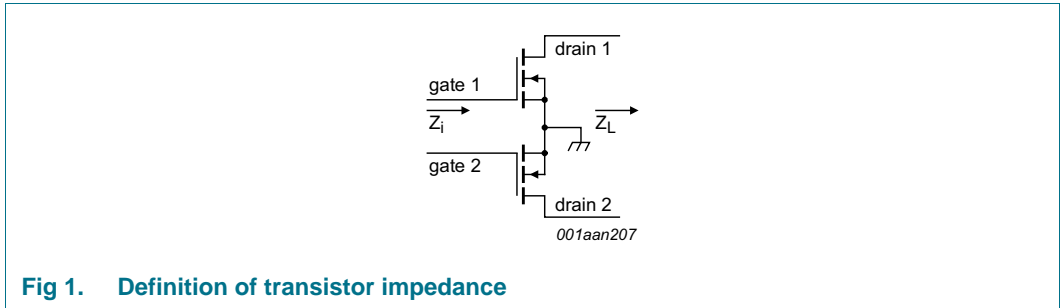 drain 1
gate 1
Zi
ZL
gate 2
drain 2
001aan207
Fig 1. Definition of transistor impedance